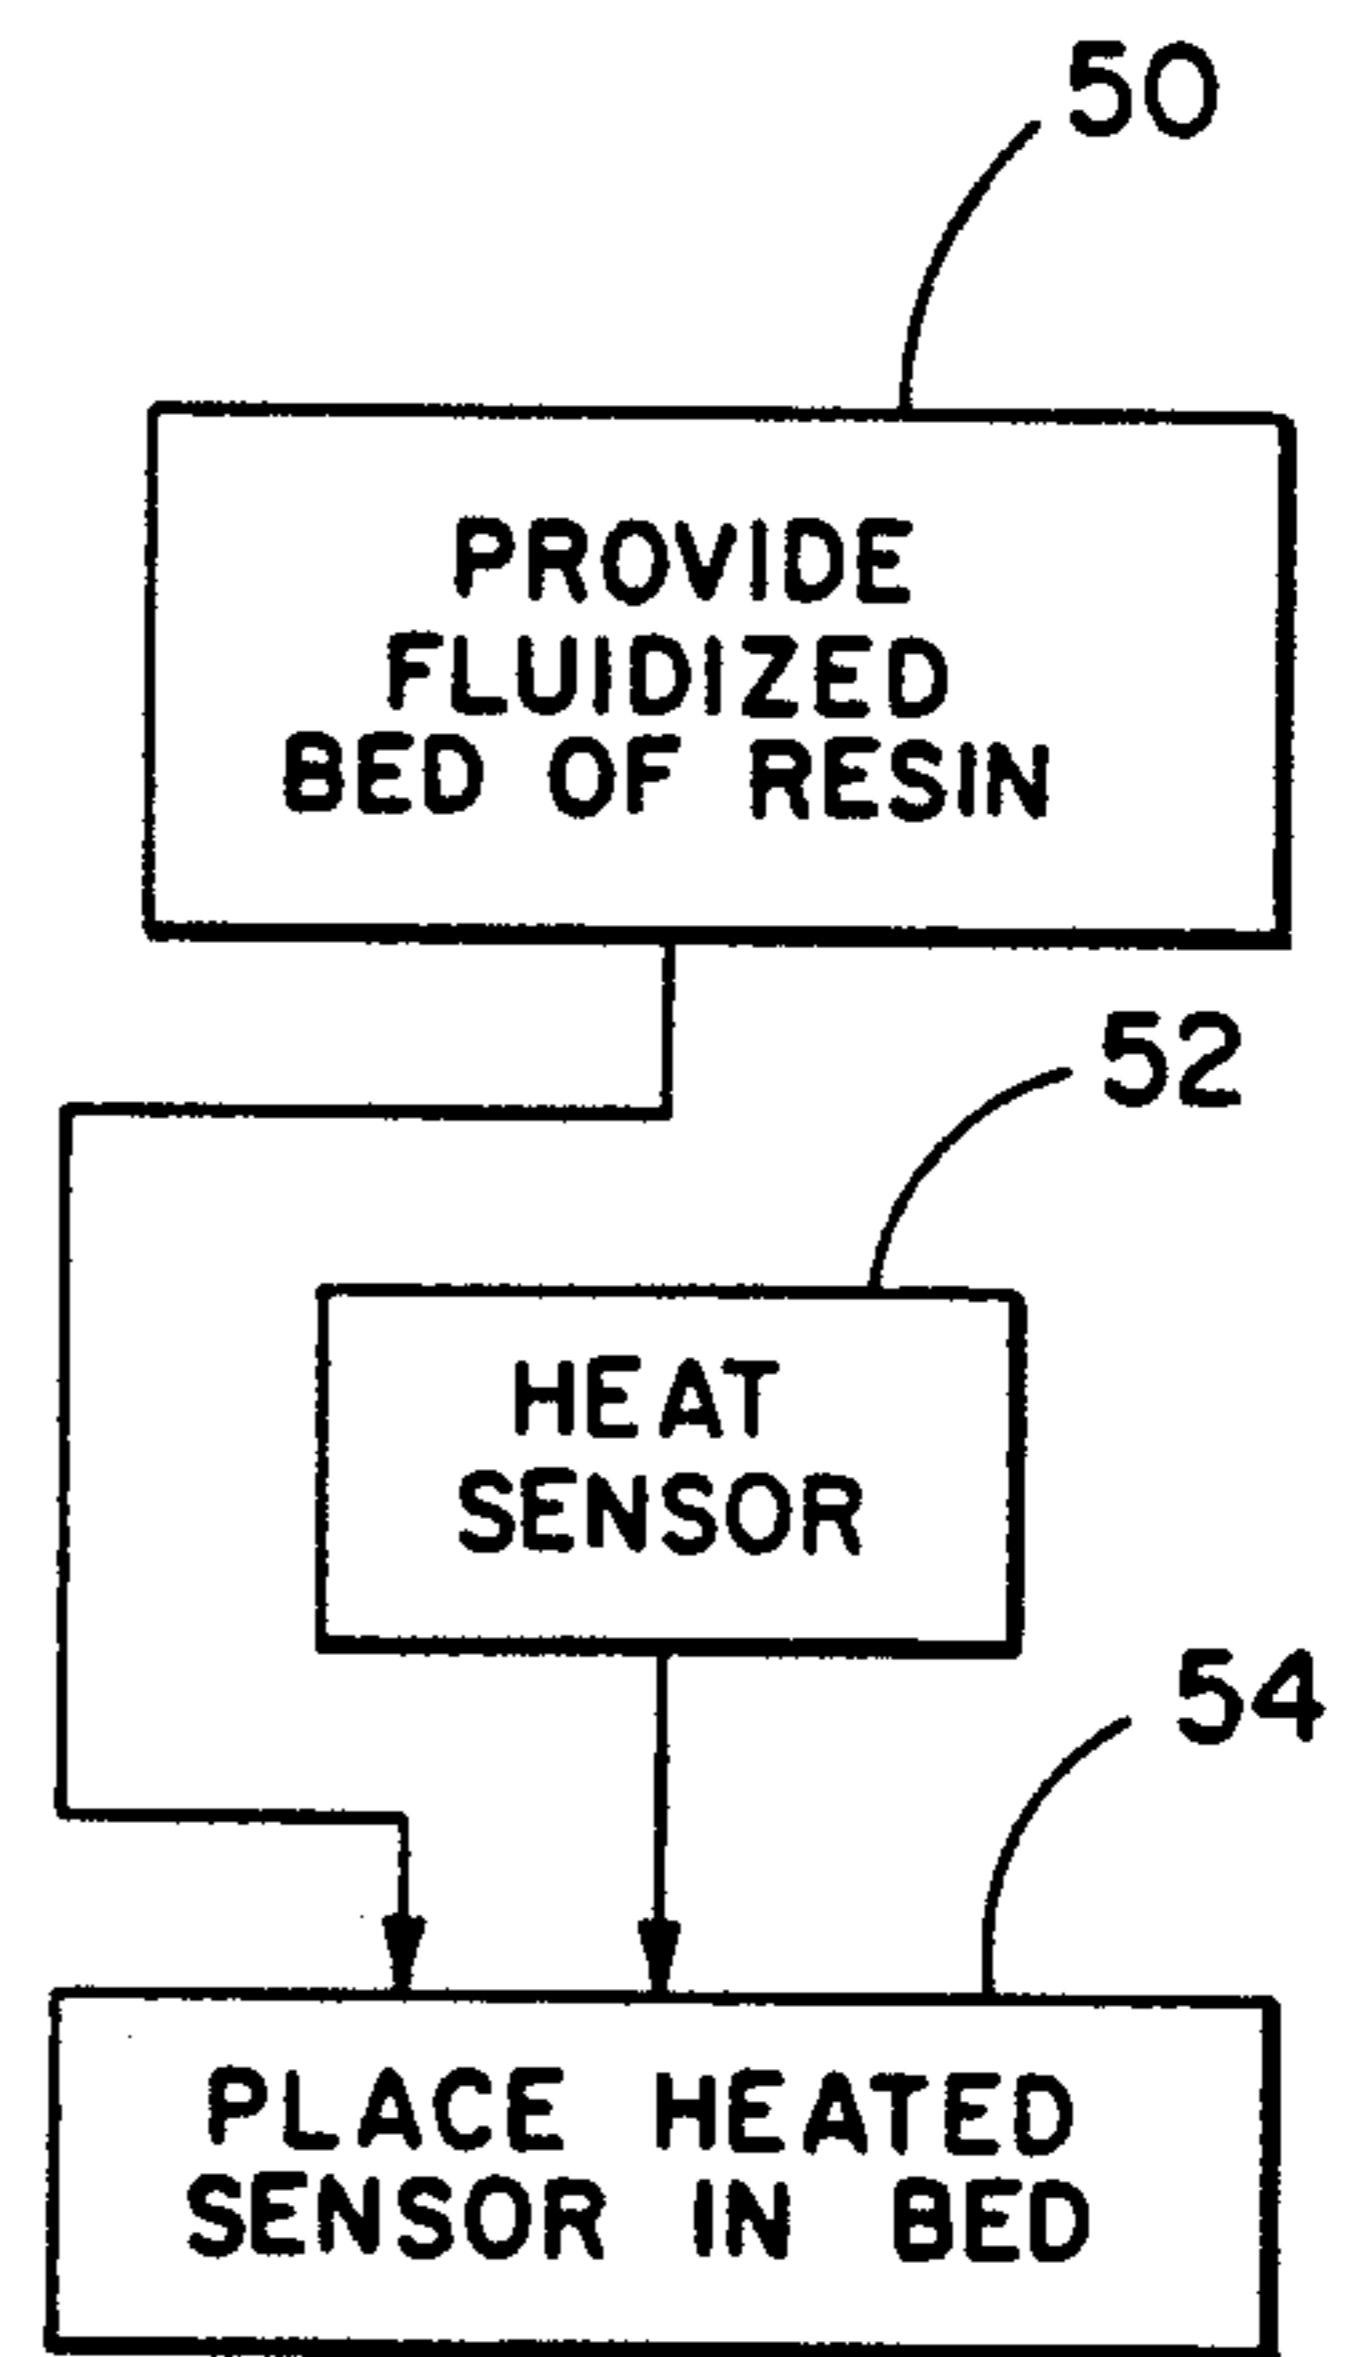 50
PROVIDE
FLUIDIZED
BED OF RESIN
52
HEAT
SENSOR
54
PLACE HEATED
SENSOR IN BED